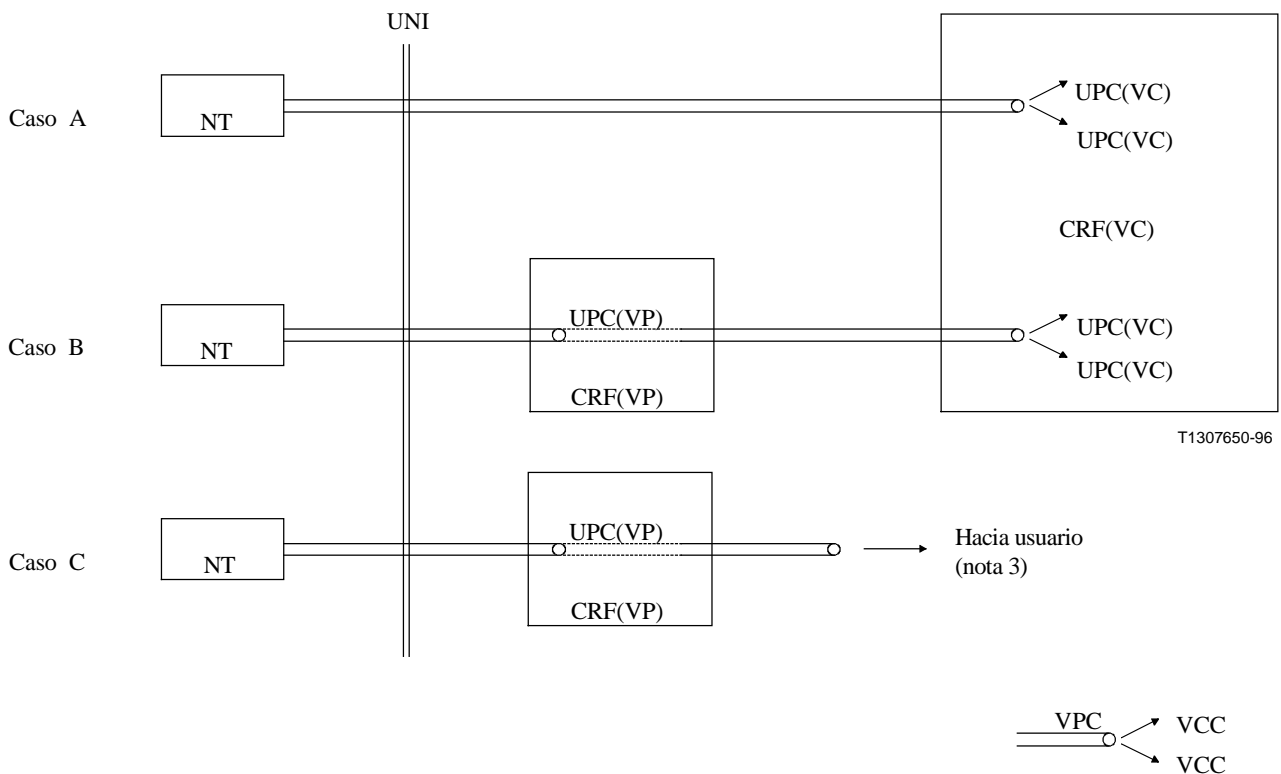 UNI
Caso A
NT
UPC(VC)
UPC(VC)
CRF(VC)
Caso B
NT
UPC(VP)
CRF(VP)
UPC(VC)
UPC(VC)
T1307650-96
Caso C
NT
UPC(VP)
CRF(VP)
Hacia usuario
(nota 3)
VPC
VCC
VCC